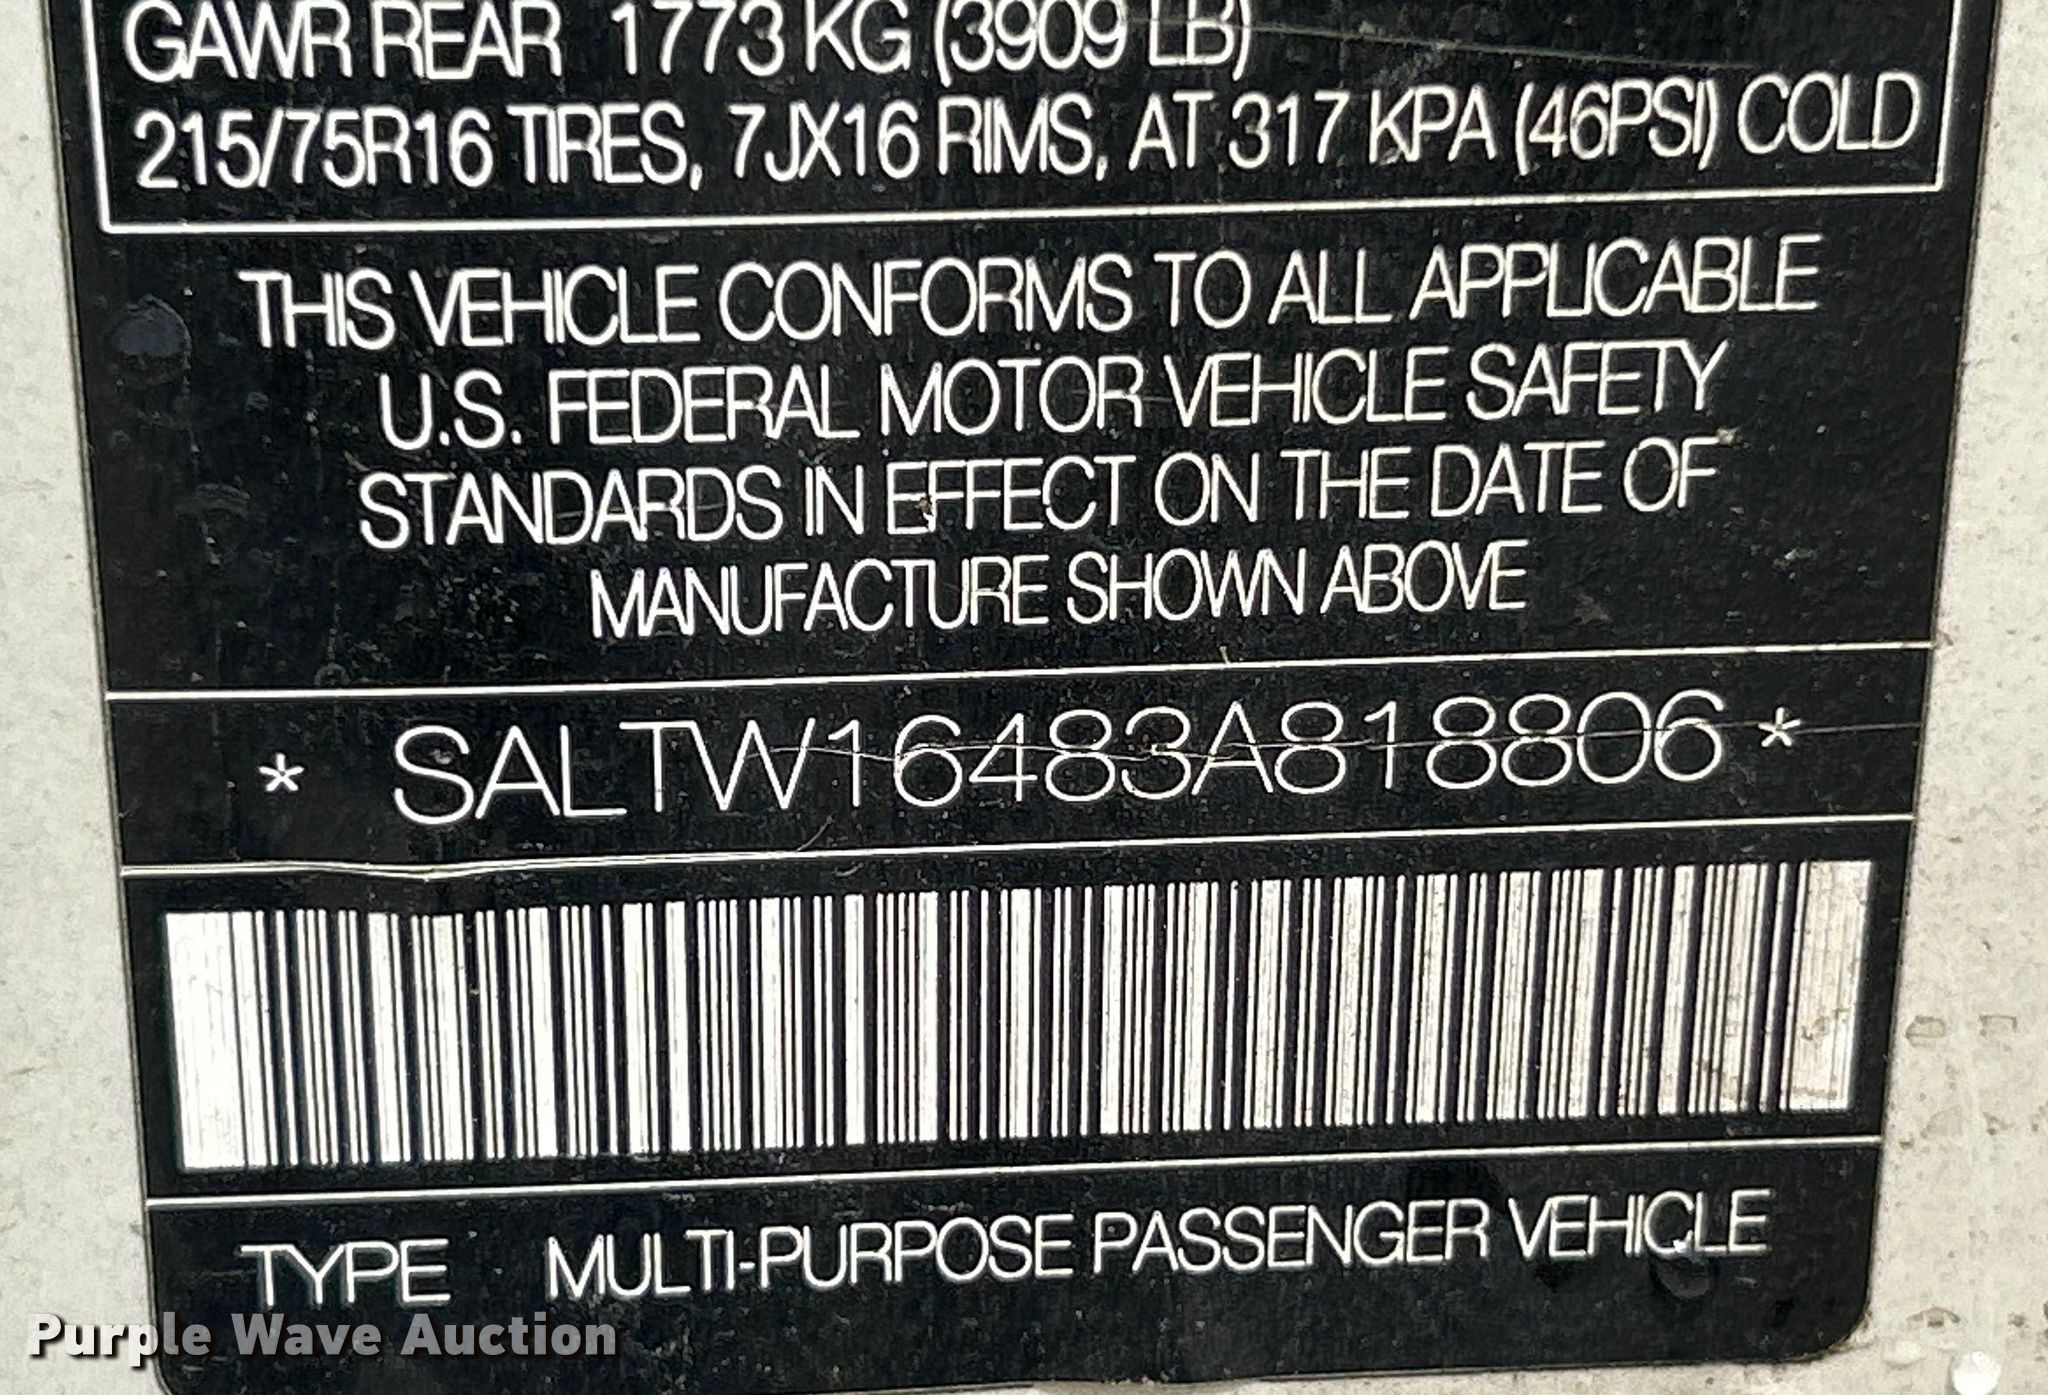 GAWR REAR 1773 KG (3909 LB)
215/75R16 TIRES, 7JX16 RIMS, AT 317 KPA (46PSI) COLD
THIS VEHICLE CONFORMS TO ALL APPLICABLE
U.S. FEDERAL MOTOR VEHICLE SAFETY
STANDARDS IN EFFECT ON THE DATE OF
MANUFACTURE SHOWN ABOVE
* SALTW16483A818806 *
TYPE MULTI-PURPOSE PASSENGER VEHICLE
Purple Wave Auction